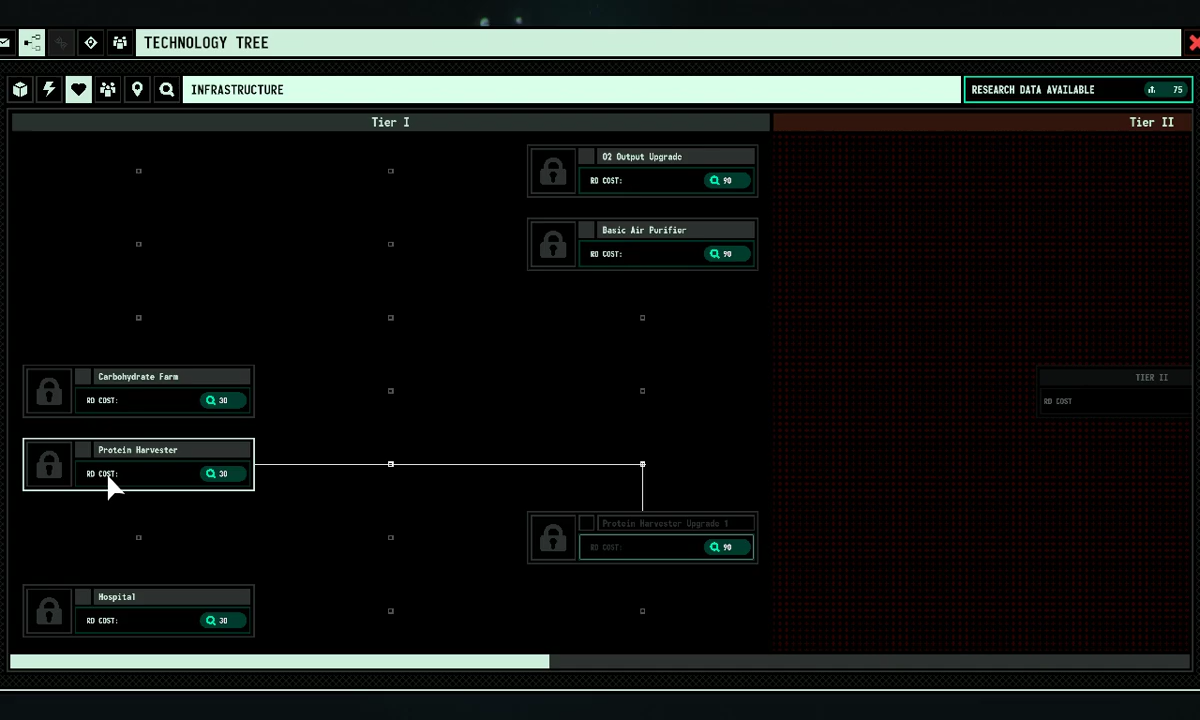 TECHNOLOGY TREE
INFRASTRUCTURE
RESEARCH DATA AVAILABLE 75
Tier I
Tier II
O2 Output Upgrade
RD COST: 90
Basic Air Purifier
RD COST: 90
Carbohydrate Farm
RD COST: 30
TIER II
RD COST
Protein Harvester
RD COST: 30
Protein Harvester Upgrade 1
RD COST: 90
Hospital
RD COST: 30